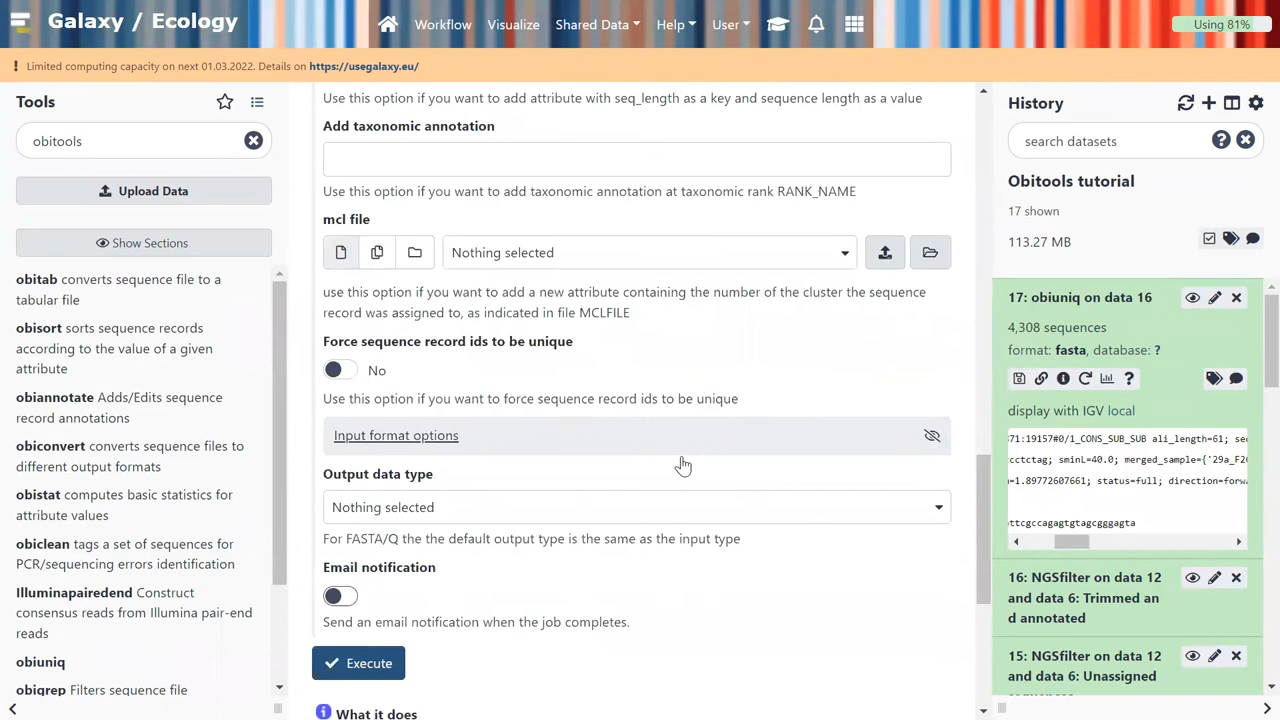 Galaxy / Ecology
Workflow Visualize Shared Data Help User
Using 81%
Limited computing capacity on next 01.03.2022. Details on https://usegalaxy.eu/
Tools
obitools
Upload Data
Show Sections
obitab converts sequence file to a
tabular file
obisort sorts sequence records
according to the value of a given
attribute
obiannotate Adds/Edits sequence
record annotations
obiconvert converts sequence files to
different output formats
obistat computes basic statistics for
attribute values
obiclean tags a set of sequences for
PCR/sequencing errors identification
Illuminapairedend Construct
consensus reads from Illumina pair-end
reads
obiuniq
obigrep Filters sequence file
Use this option if you want to add attribute with seq_length as a key and sequence length as a value
Add taxonomic annotation
Use this option if you want to add taxonomic annotation at taxonomic rank RANK_NAME
mcl file
Nothing selected
use this option if you want to add a new attribute containing the number of the cluster the sequence
record was assigned to, as indicated in file MCLFILE
Force sequence record ids to be unique
No
Use this option if you want to force sequence record ids to be unique
Input format options
Output data type
Nothing selected
For FASTA/Q the the default output type is the same as the input type
Email notification
Send an email notification when the job completes.
Execute
What it does
History
search datasets
Obitools tutorial
17 shown
113.27 MB
17: obiuniq on data 16
4,308 sequences
format: fasta, database: ?
display with IGV local
371:19157#0/1_CONS_SUB_SUB ali_length=61; se
ccctctag; sminL=40.0; merged_sample={'29a_F2
=1.89772607661; status=full; direction=forw
ttcgccagagtgtagcgggagta
16: NGSfilter on data 12
and data 6: Trimmed an
d annotated
15: NGSfilter on data 12
and data 6: Unassigned